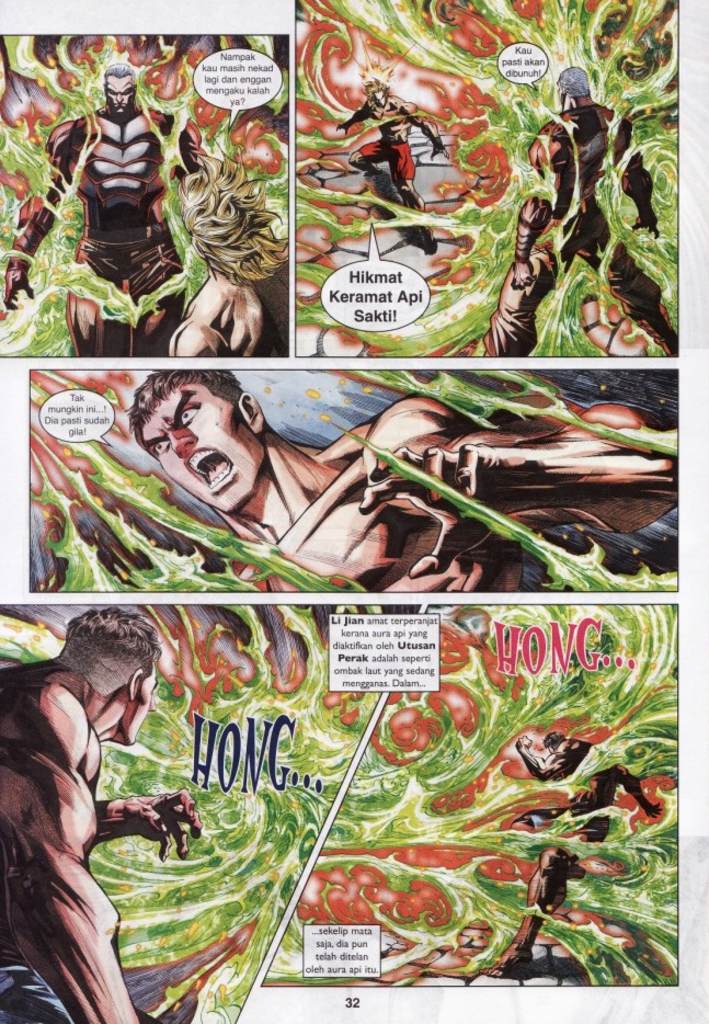 Nampak
kau masih nekad
lagi dan enggan
mengaku kalah
ya?
Kau
pasti akan
dibunuh!
Hikmat
Keramat Api
Sakti!
Tak
mungkin ini...!
Dia pasti sudah
gila!
Li Jian amat terperanjat
kerana aura api yang
diaktifkan oleh Utusan
Perak adalah seperti
ombak laut yang sedang
mengganas. Dalam...
HONG...
HONG...
...sekelip mata
saja, dia pun
telah ditelan
oleh aura api itu.
32